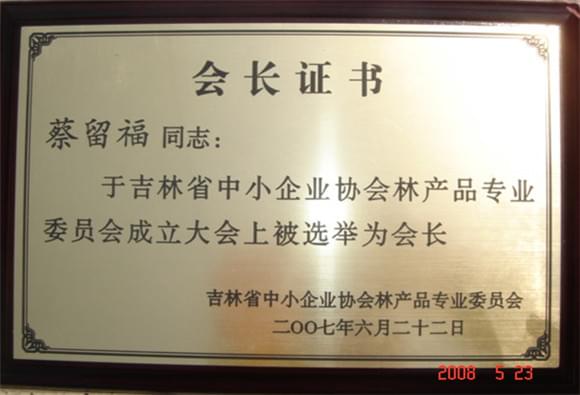 会长证书
蔡留福 同志：
于吉林省中小企业协会林产品专业
委员会成立大会上被选举为会长
吉林省中小企业协会林产品专业委员会
二〇〇七年六月二十二日
2008 5 23